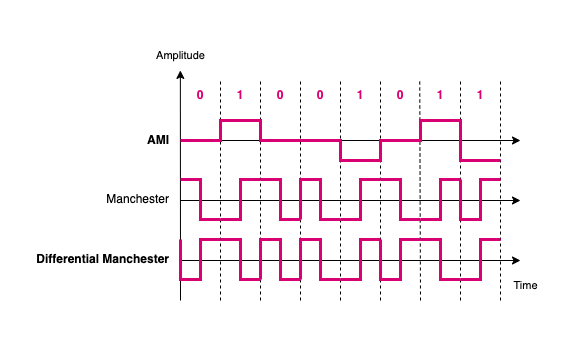 Amplitude
0 1 0 0 1 0 1 1
AMI
Manchester
Differential Manchester
Time